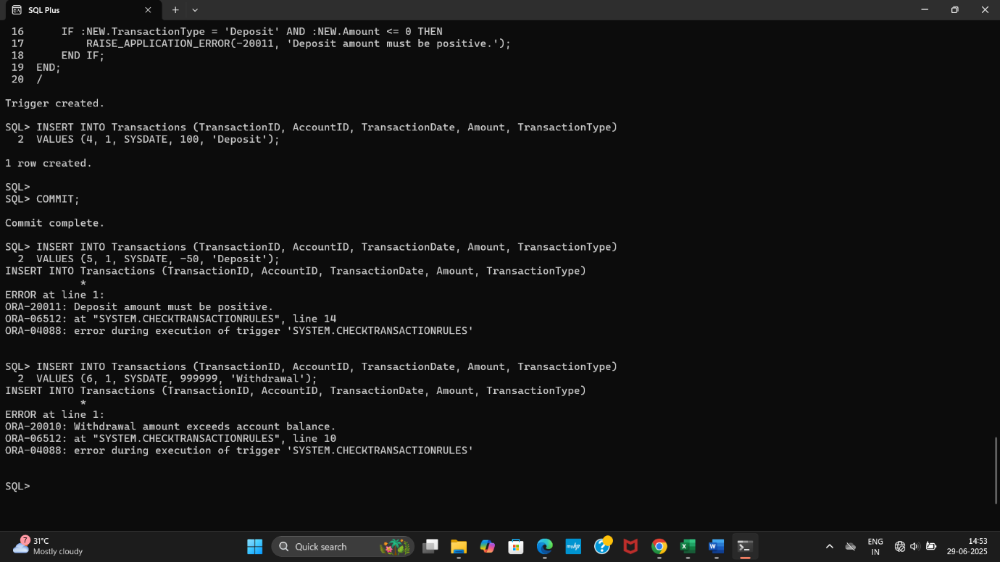 SQL Plus
16      IF :NEW.TransactionType = 'Deposit' AND :NEW.Amount <= 0 THEN
17          RAISE_APPLICATION_ERROR(-20011, 'Deposit amount must be positive.');
18      END IF;
19  END;
20  /
Trigger created.
SQL> INSERT INTO Transactions (TransactionID, AccountID, TransactionDate, Amount, TransactionType)
  2  VALUES (4, 1, SYSDATE, 100, 'Deposit');
1 row created.
SQL>
SQL> COMMIT;
Commit complete.
SQL> INSERT INTO Transactions (TransactionID, AccountID, TransactionDate, Amount, TransactionType)
  2  VALUES (5, 1, SYSDATE, -50, 'Deposit');
INSERT INTO Transactions (TransactionID, AccountID, TransactionDate, Amount, TransactionType)
            *
ERROR at line 1:
ORA-20011: Deposit amount must be positive.
ORA-06512: at "SYSTEM.CHECKTRANSACTIONRULES", line 14
ORA-04088: error during execution of trigger 'SYSTEM.CHECKTRANSACTIONRULES'
SQL> INSERT INTO Transactions (TransactionID, AccountID, TransactionDate, Amount, TransactionType)
  2  VALUES (6, 1, SYSDATE, 999999, 'Withdrawal');
INSERT INTO Transactions (TransactionID, AccountID, TransactionDate, Amount, TransactionType)
            *
ERROR at line 1:
ORA-20010: Withdrawal amount exceeds account balance.
ORA-06512: at "SYSTEM.CHECKTRANSACTIONRULES", line 10
ORA-04088: error during execution of trigger 'SYSTEM.CHECKTRANSACTIONRULES'
SQL>
7
31°C
Mostly cloudy
Quick search
myhp
ENG
IN
14:53
29-06-2025